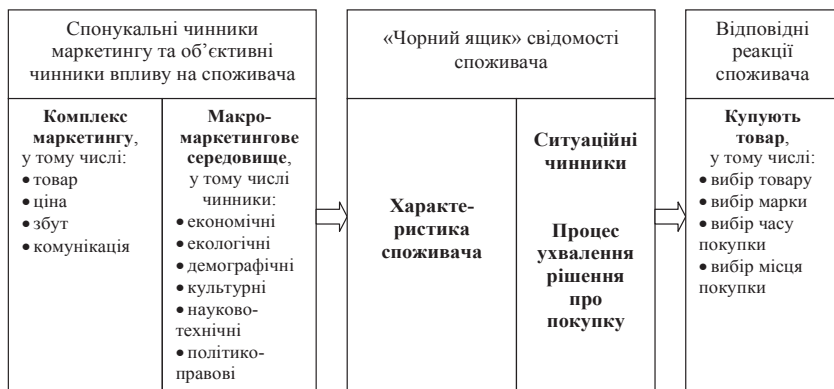 Спонукальні чинники
маркетингу та об’єктивні
чинники впливу на споживача
Комплекс
маркетингу,
у тому числі:
• товар
• ціна
• збут
• комунікація
Макро-
маркетингове
середовище,
у тому числі
чинники:
• економічні
• екологічні
• демографічні
• культурні
• науково-
технічні
• політико-
правові
«Чорний ящик» свідомості
споживача
Характе-
ристика
споживача
Ситуаційні
чинники
Процес
ухвалення
рішення
про
покупку
Відповідні
реакції
споживача
Купують
товар,
у тому числі:
• вибір товару
• вибір марки
• вибір часу
покупки
• вибір місця
покупки